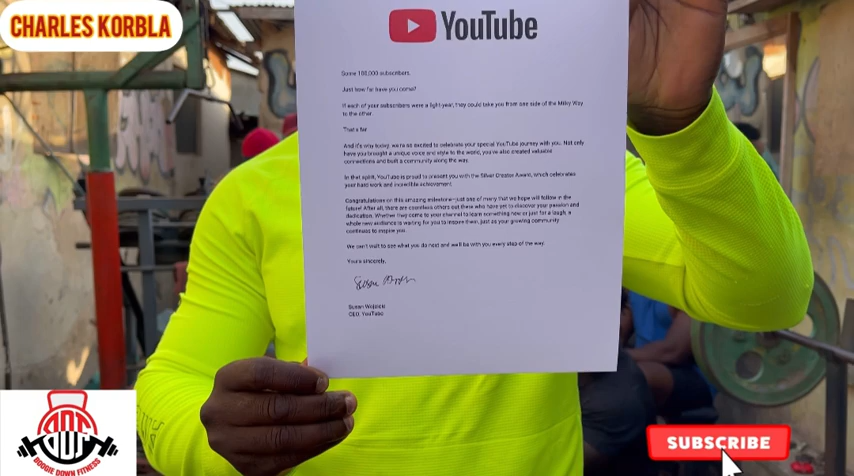 CHARLES KORBLA
YouTube
Some 100,000 subscribers.
Just how far have you come?
If each of your subscribers were a light-year, they could take you from one side of the Milky Way
to the other.
That's far.
And it's why today, we're so excited to celebrate your special YouTube journey with you. Not only
have you brought a unique voice and style to the world, you've also created valuable
connections and built a community along the way.
In that spirit, YouTube is proud to present you with the Silver Creator Award, which celebrates
your hard work and incredible achievement.
Congratulations on this amazing milestone—just one of many that we hope will follow in the
future! After all, there are countless others out there who have yet to discover your passion and
dedication. Whether they come to your channel to learn something new or just for a laugh, a
whole new audience is waiting for you to inspire them, just as your growing community
continues to inspire you.
We can't wait to see what you do next and we'll be with you every step of the way.
Yours sincerely,
Susan Wojcicki
CEO, YouTube
BDF
BOOGIE DOWN FITNESS
SUBSCRIBE